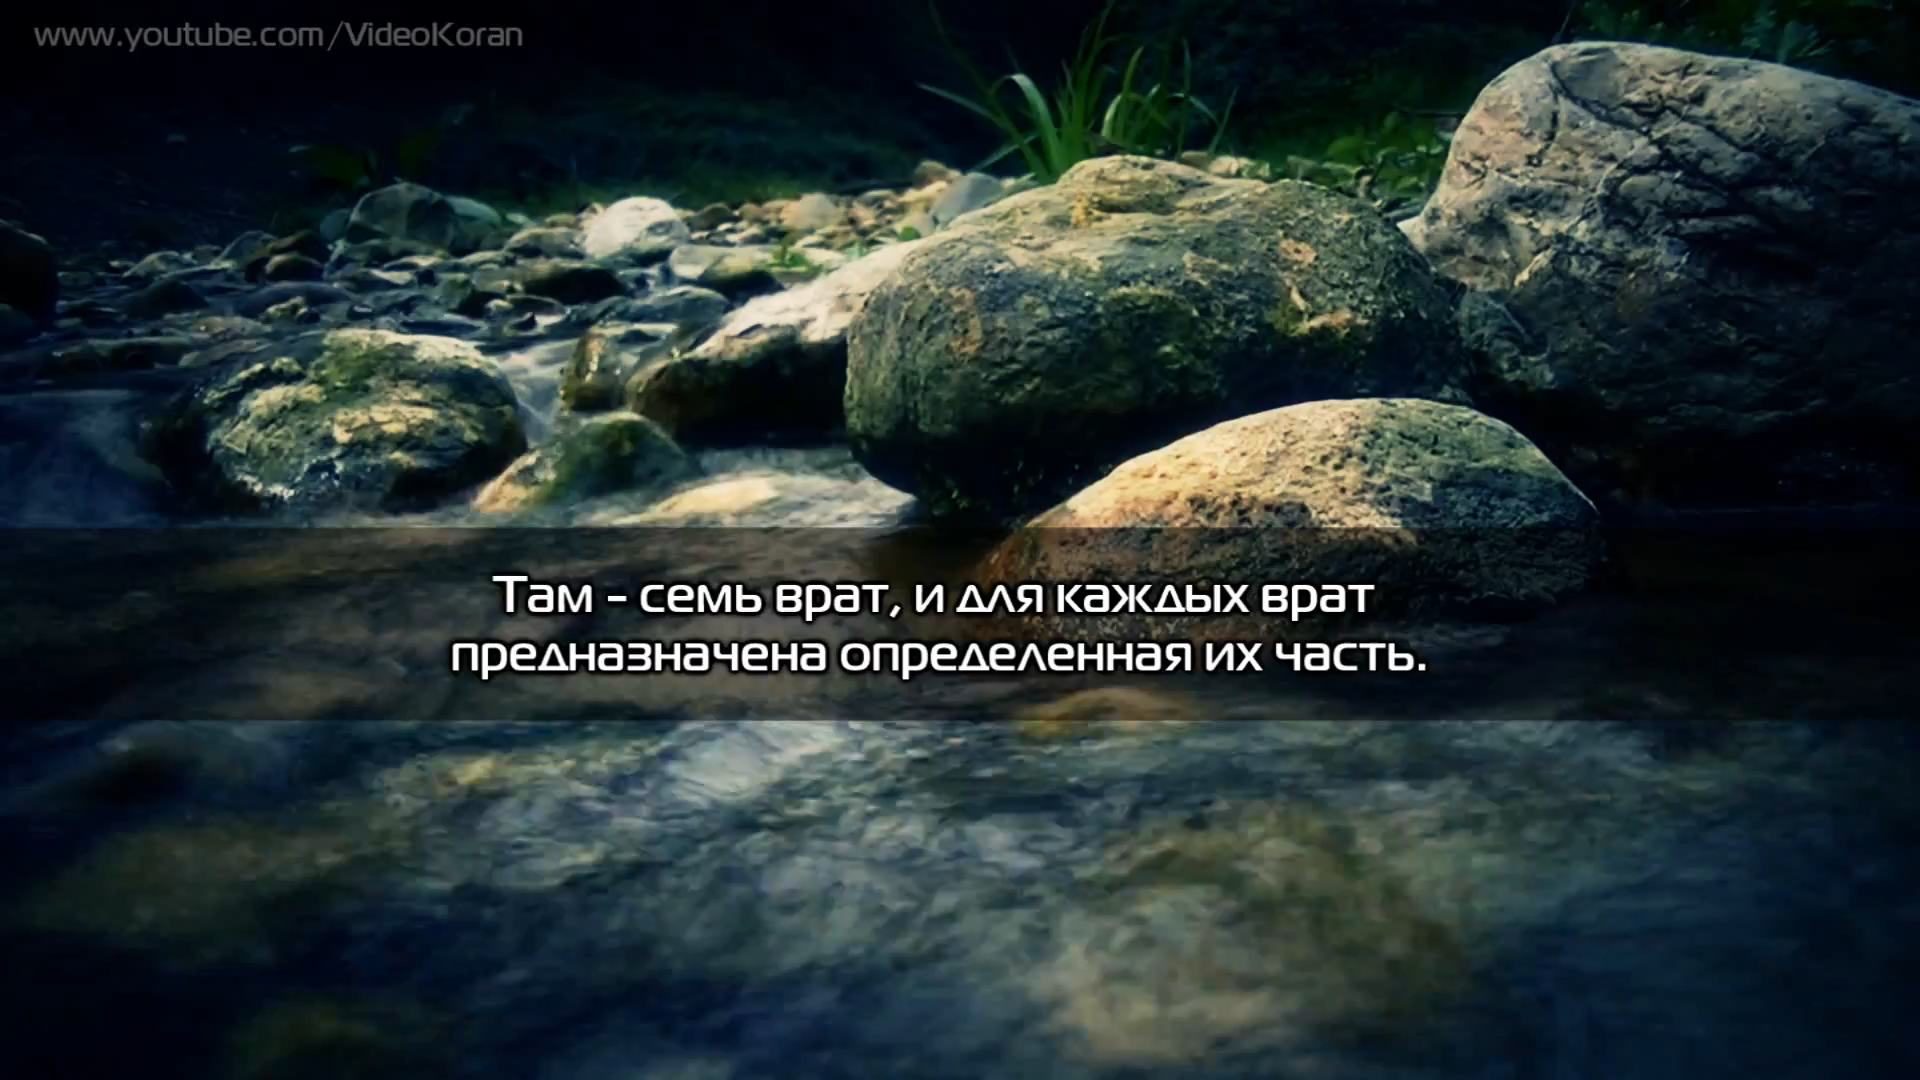 www.youtube.com/VideoKoran
Там - семь врат, и для каждых врат
предназначена определенная их часть.